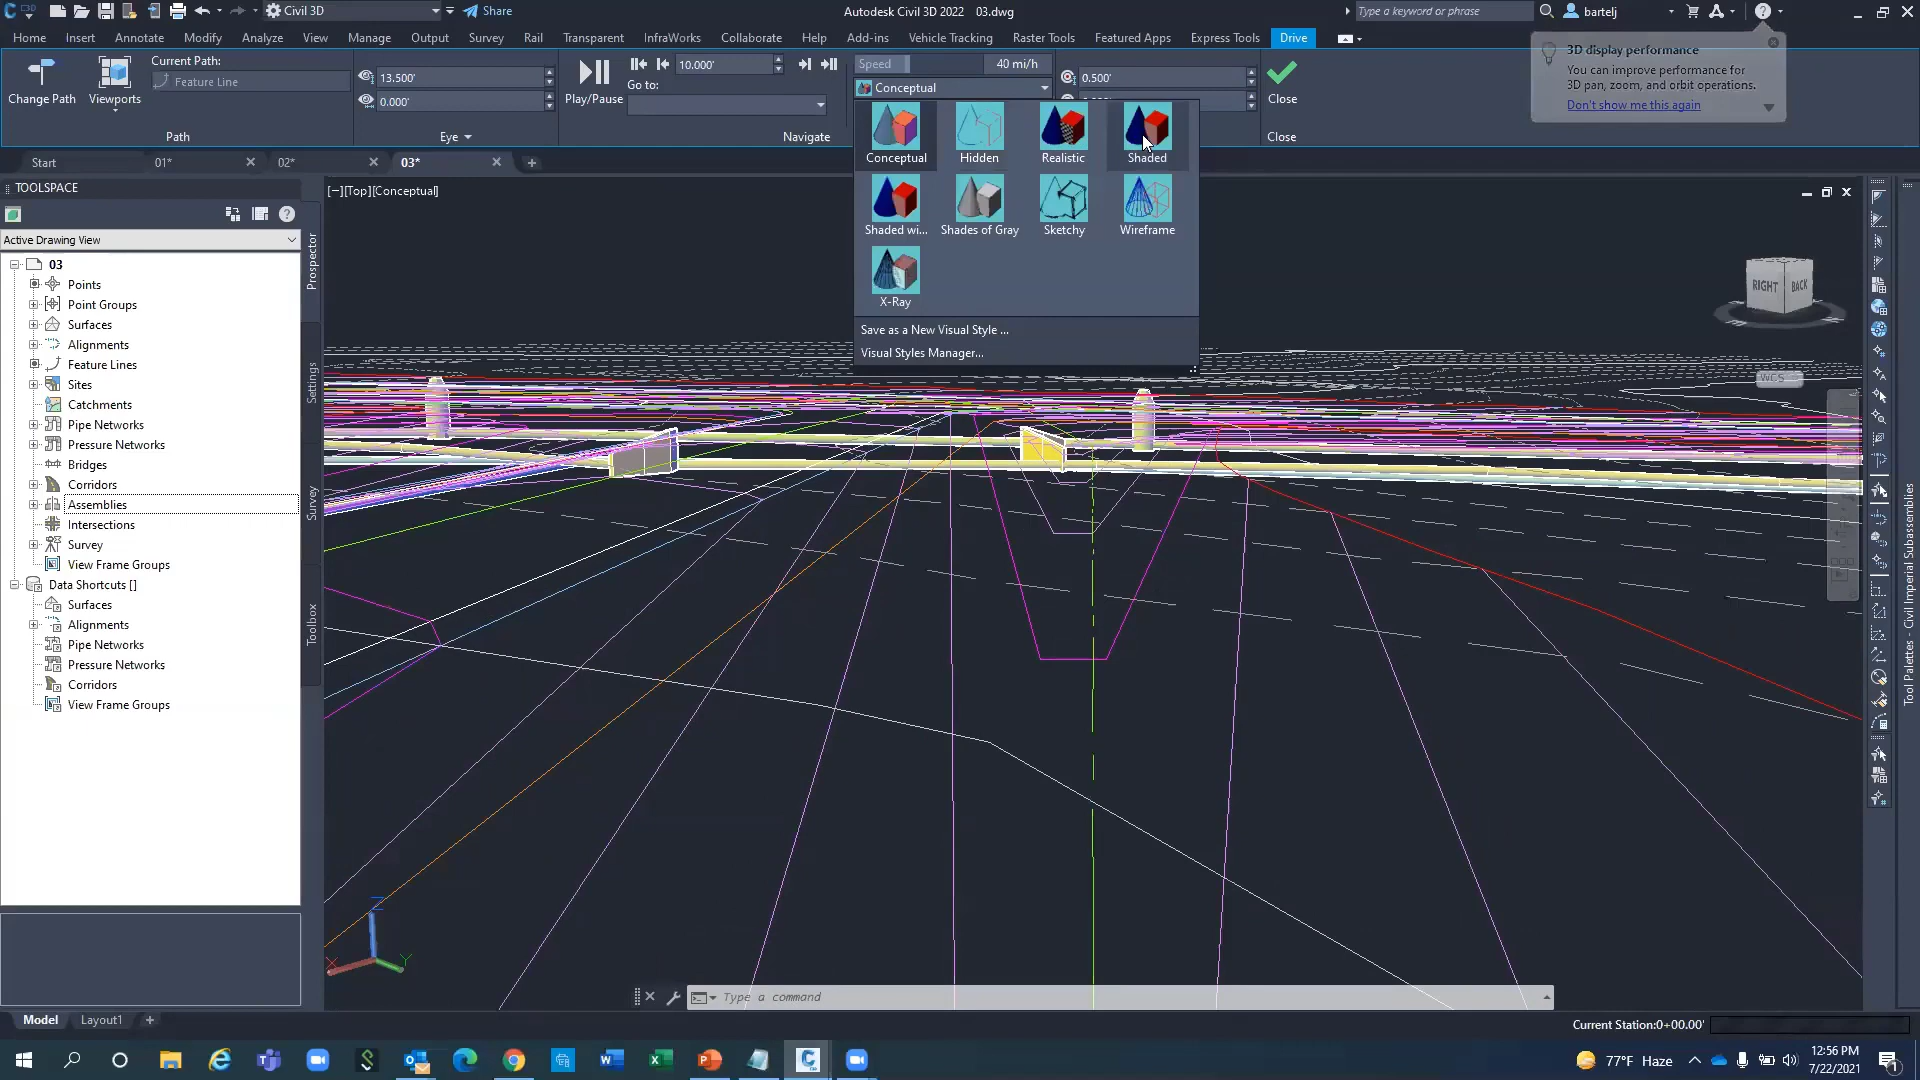 Civil 3D
Share
Autodesk Civil 3D 2022 03.dwg
Type a keyword or phrase
bartelj
Home Insert Annotate Modify Analyze View Manage Output Survey Rail Transparent InfraWorks Collaborate Help Add-ins Vehicle Tracking Raster Tools Featured Apps Express Tools Drive
3D display performance
You can improve performance for
3D pan, zoom, and orbit operations.
Don't show me this again
Change Path
Viewports
Current Path:
Feature Line
Path
13.500'
0.000'
Eye
Play/Pause
10.000'
Go to:
Navigate
Speed 40 mi/h
Conceptual
0.500'
Close
Close
Conceptual Hidden Realistic Shaded
Shaded wi... Shades of Gray Sketchy Wireframe
X-Ray
Save as a New Visual Style ...
Visual Styles Manager...
Start 01* 02* 03*
TOOLSPACE
Active Drawing View
03
Points
Point Groups
Surfaces
Alignments
Feature Lines
Sites
Catchments
Pipe Networks
Pressure Networks
Bridges
Corridors
Assemblies
Intersections
Survey
View Frame Groups
Data Shortcuts []
Surfaces
Alignments
Pipe Networks
Pressure Networks
Corridors
View Frame Groups
Prospector
Settings
Survey
Toolbox
[−][Top][Conceptual]
RIGHT BACK
WCS
X Y Z
Tool Palettes - Civil Imperial Subassemblies
Type a command
Model Layout1
Current Station:0+00.00'
77°F Haze
12:56 PM
7/22/2021
1